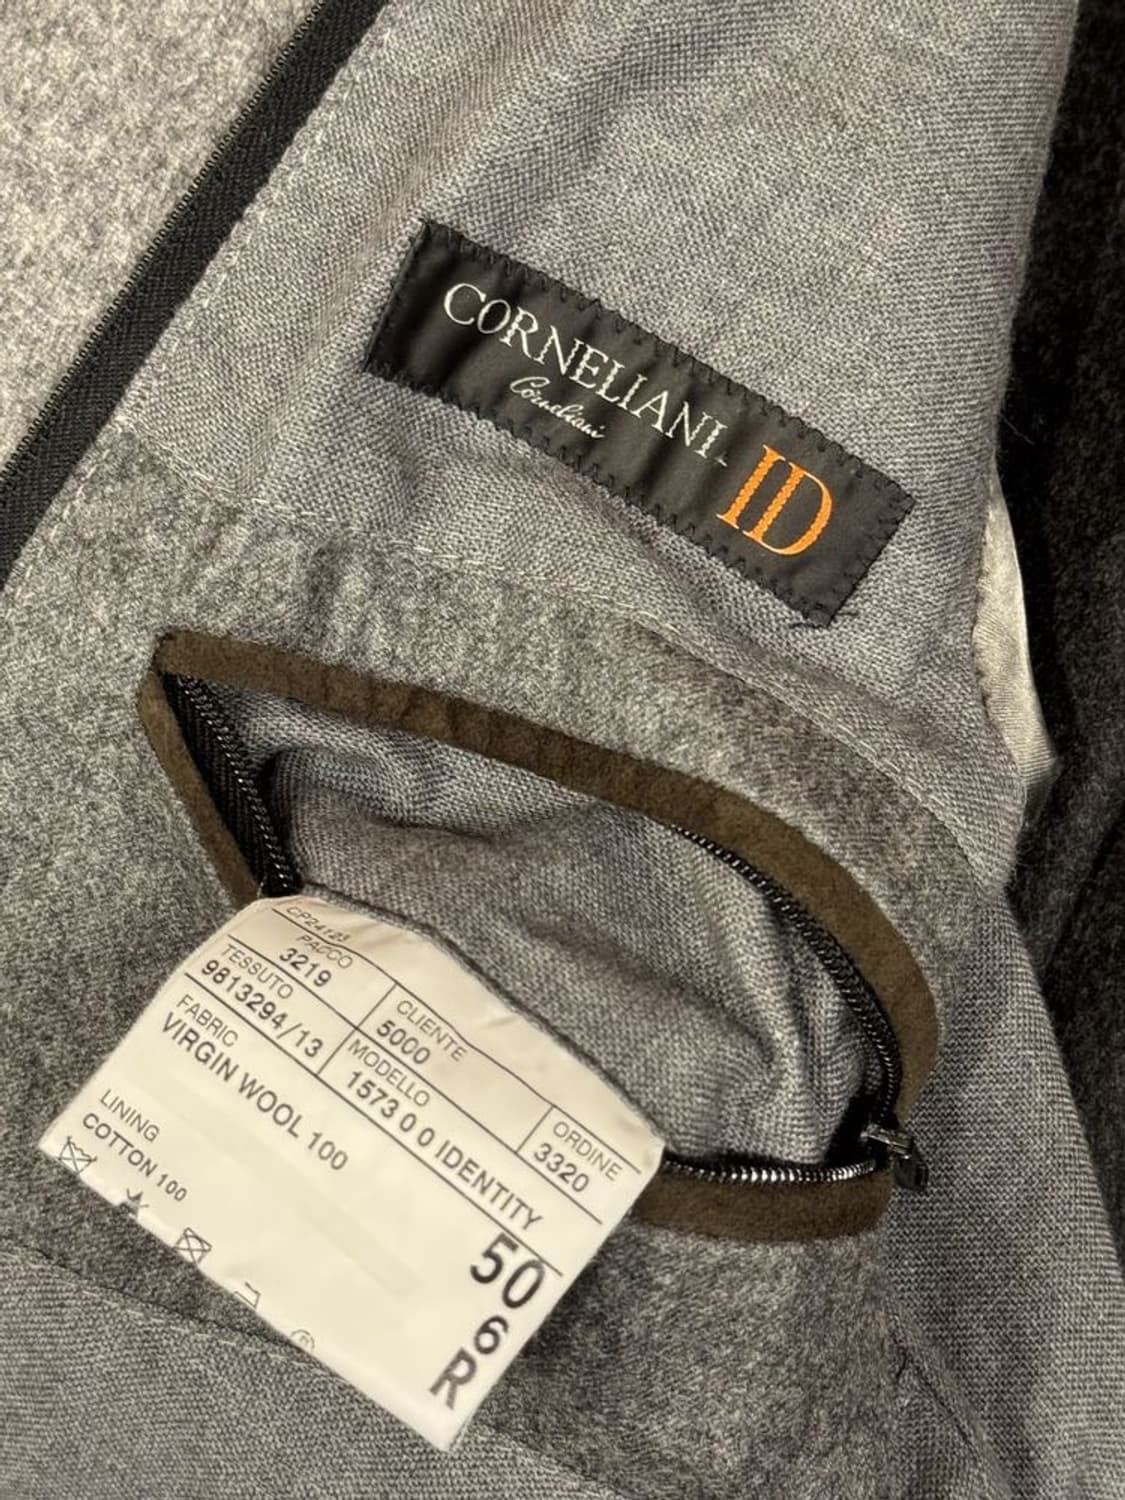 CORNELIANI ID
Corneliani
PACCO
3219
CLIENTE
5000
ORDINE
3320
TESSUTO
9813294/13
MODELLO
1573 0 0 IDENTITY
FABRIC
VIRGIN WOOL 100
50
6
R
LINING
COTTON 100